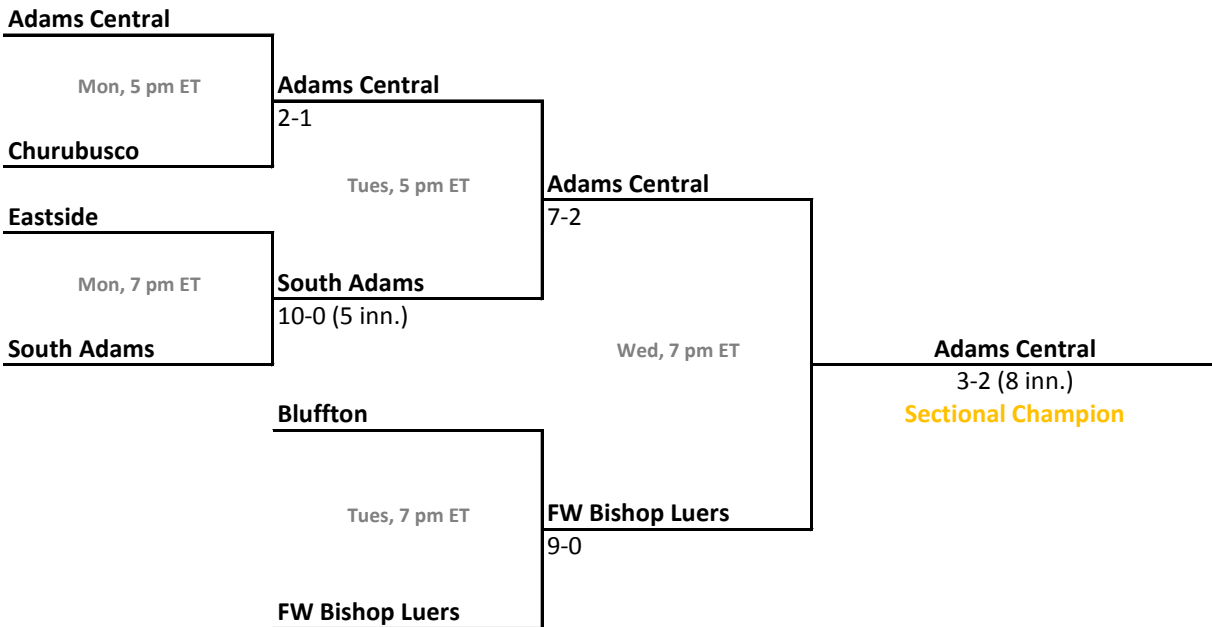 Adams Central
Mon, 5 pm ET
Adams Central
2-1
Churubusco
Tues, 5 pm ET
Adams Central
7-2
Eastside
Mon, 7 pm ET
South Adams
10-0 (5 inn.)
South Adams
Wed, 7 pm ET
Adams Central
3-2 (8 inn.)
Sectional Champion
Bluffton
Tues, 7 pm ET
FW Bishop Luers
9-0
FW Bishop Luers